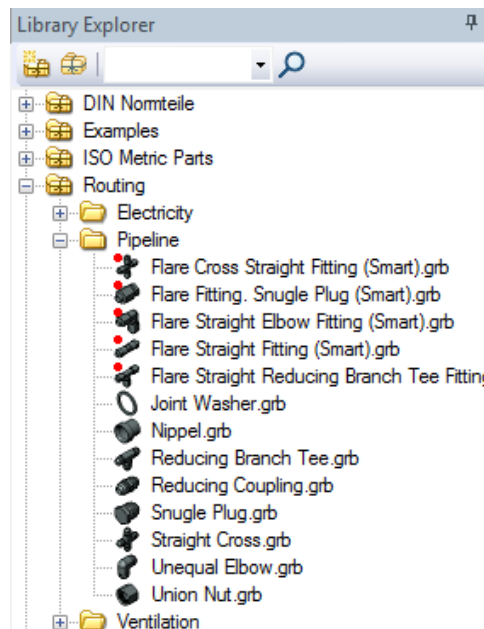 Library Explorer
DIN Normteile
Examples
ISO Metric Parts
Routing
Electricity
Pipeline
Flare Cross Straight Fitting (Smart).grb
Flare Fitting. Snugle Plug (Smart).grb
Flare Straight Elbow Fitting (Smart).grb
Flare Straight Fitting (Smart).grb
Flare Straight Reducing Branch Tee Fitting
Joint Washer.grb
Nippel.grb
Reducing Branch Tee.grb
Reducing Coupling.grb
Snugle Plug.grb
Straight Cross.grb
Unequal Elbow.grb
Union Nut.grb
Ventilation